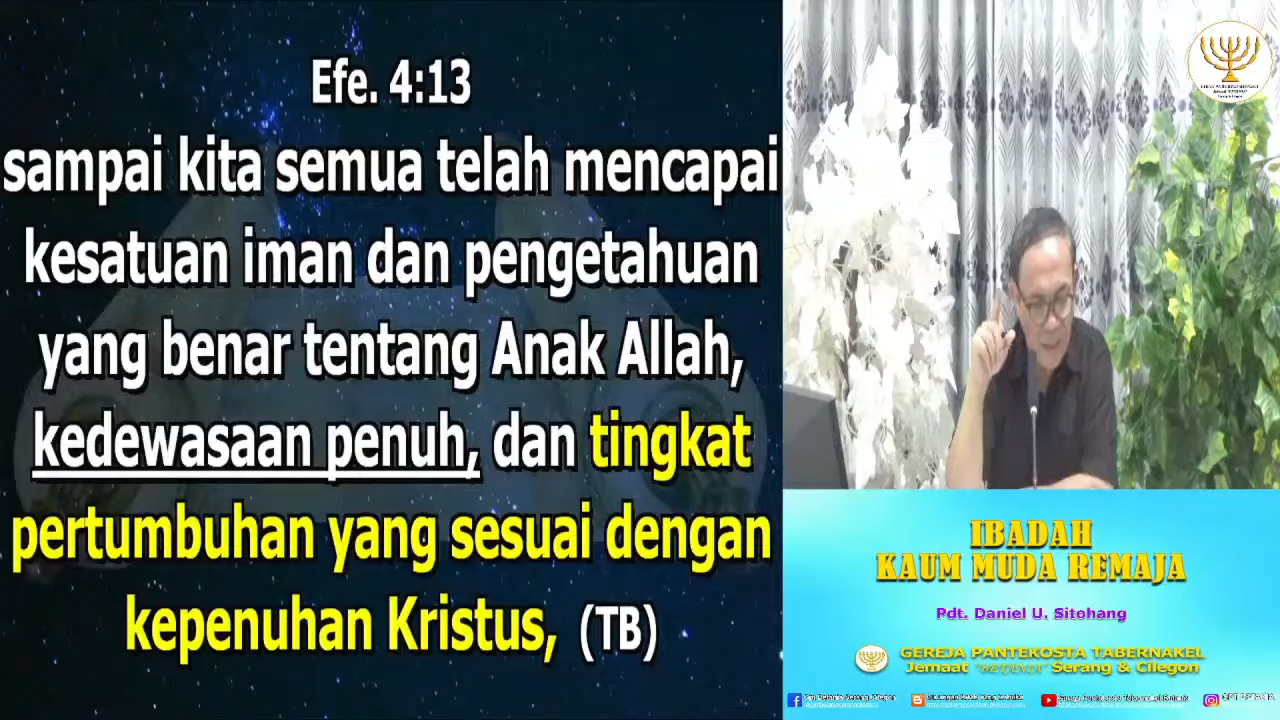 Efe. 4:13
sampai kita semua telah mencapai
kesatuan iman dan pengetahuan
yang benar tentang Anak Allah,
kedewasaan penuh, dan tingkat
pertumbuhan yang sesuai dengan
kepenuhan Kristus, (TB)
IBADAH
KAUM MUDA REMAJA
Pdt. Daniel U. Sitohang
GEREJA PANTEKOSTA TABERNAKEL
Jemaat "BETANIA" Serang & Cilegon